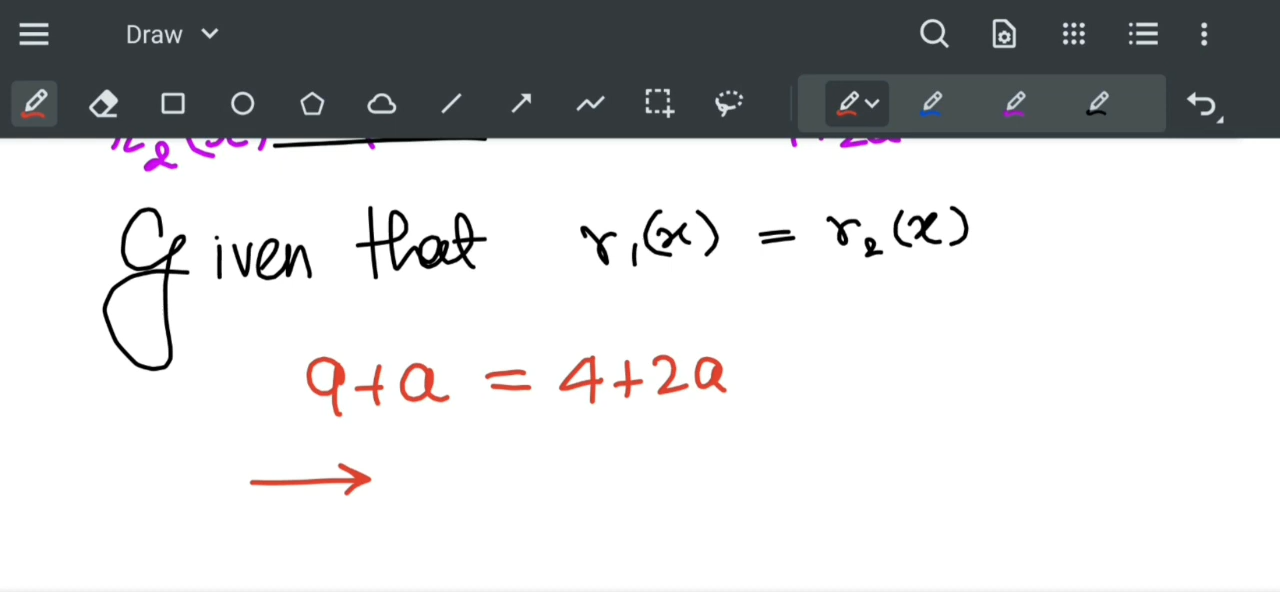 Draw
Given that r₁(x) = r₂(x)
9+a = 4+2a